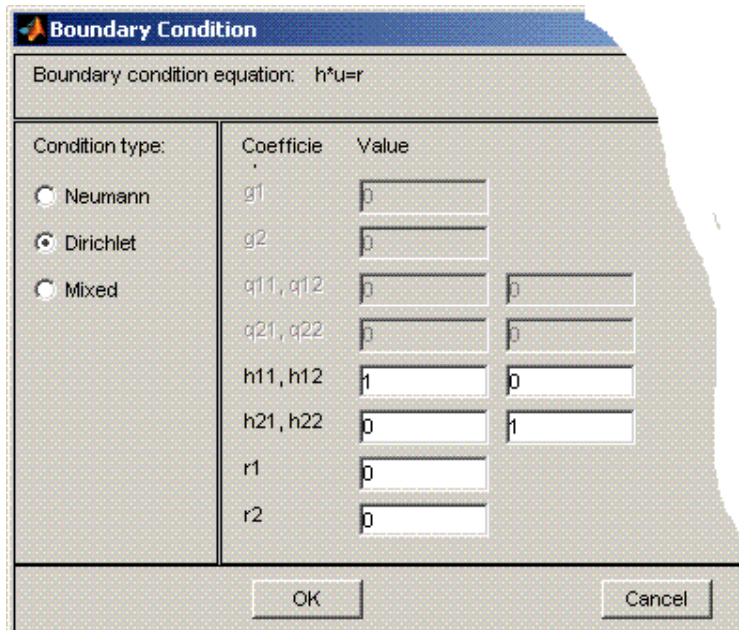 Boundary Condition
Boundary condition equation: h*u=r
Condition type:
Coefficie Value
Neumann
g1 0
Dirichlet
g2 0
Mixed
q11, q12 0 0
q21, q22 0 0
h11, h12 1 0
h21, h22 0 1
r1 0
r2 0
OK Cancel